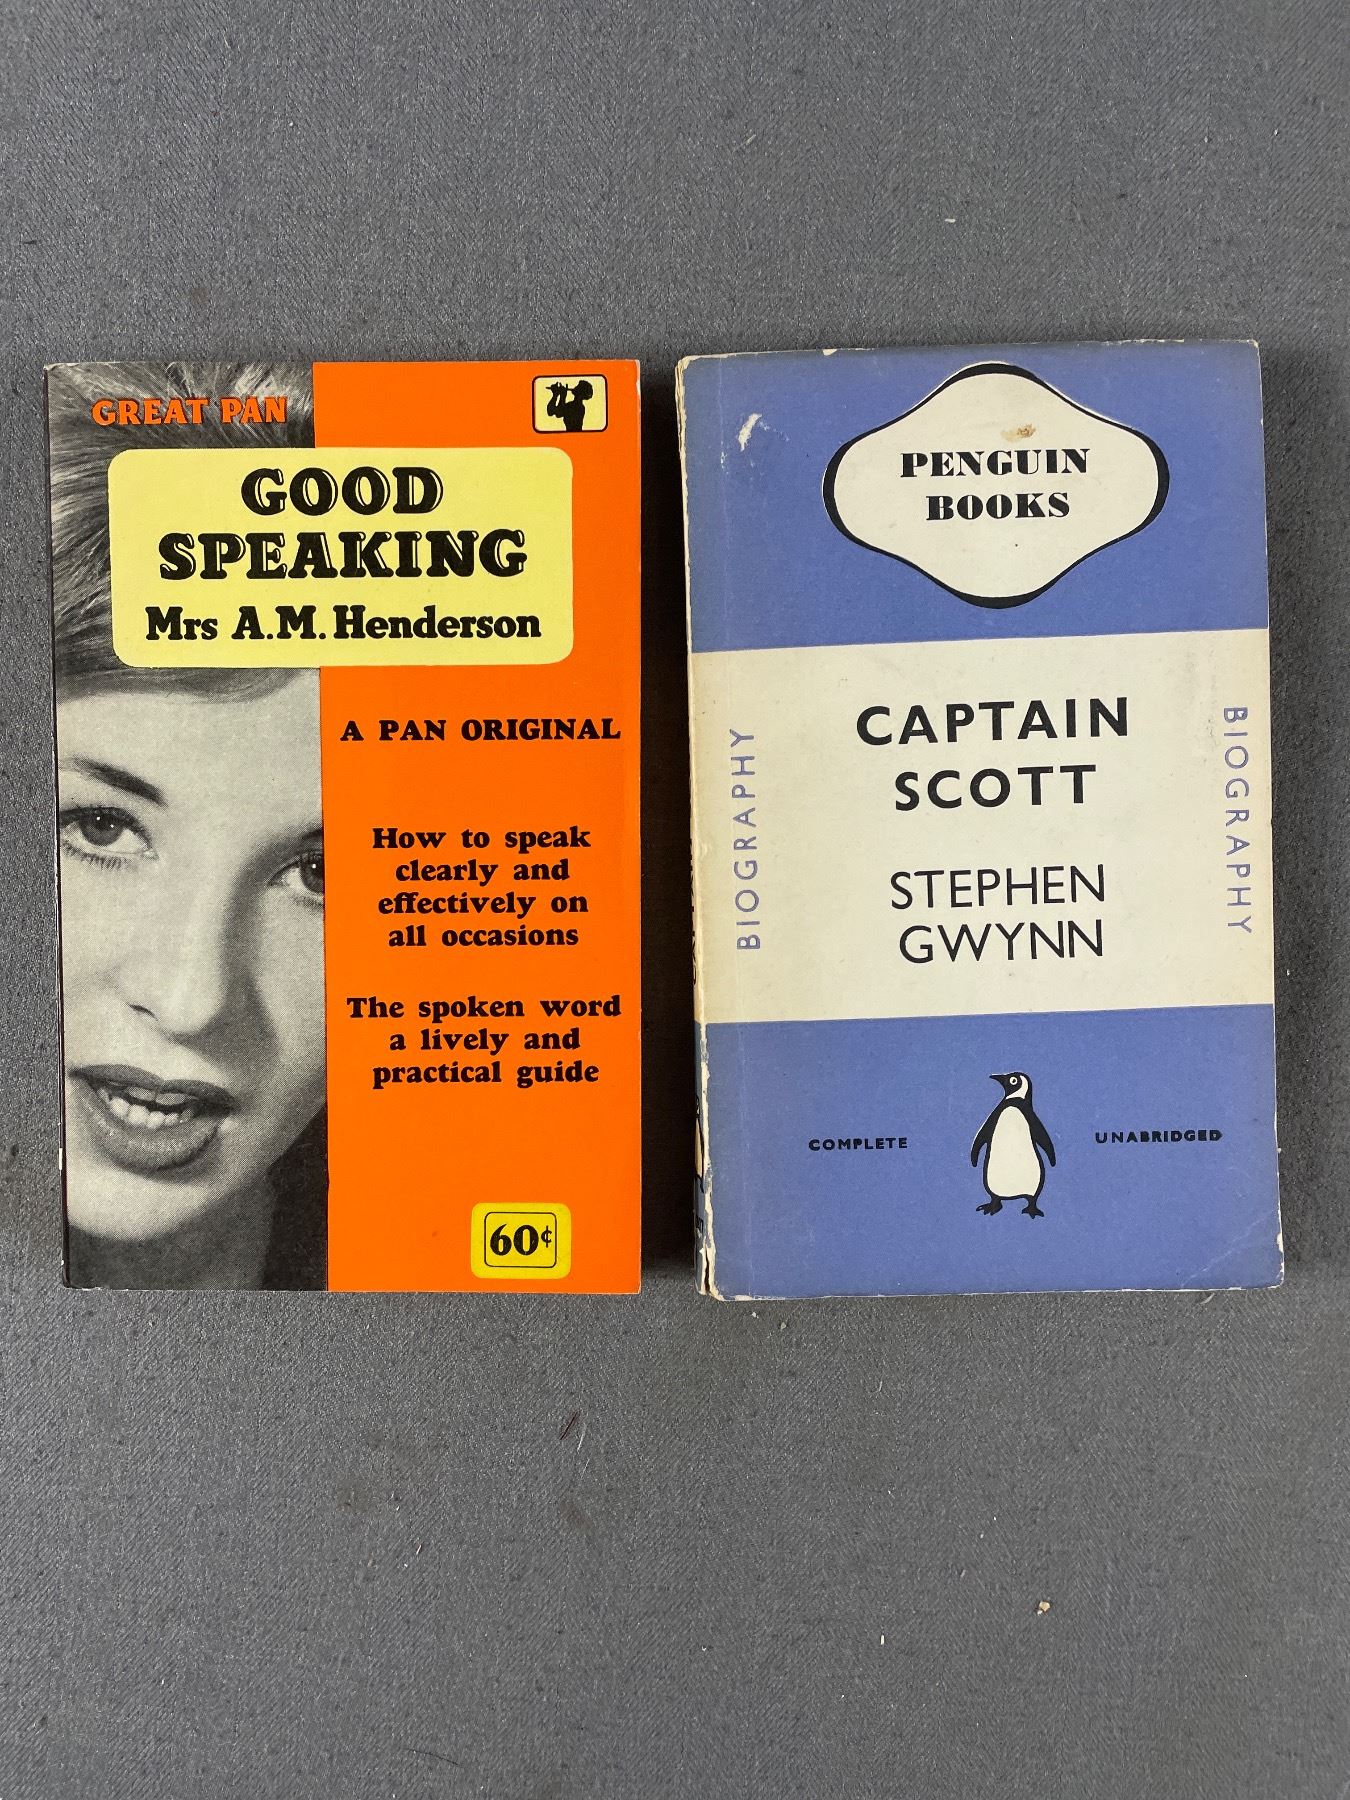 GREAT PAN
GOOD
SPEAKING
Mrs A.M. Henderson
A PAN ORIGINAL
How to speak
clearly and
effectively on
all occasions
The spoken word
a lively and
practical guide
60¢
PENGUIN
BOOKS
CAPTAIN
SCOTT
STEPHEN
GWYNN
BIOGRAPHY
BIOGRAPHY
COMPLETE
UNABRIDGED